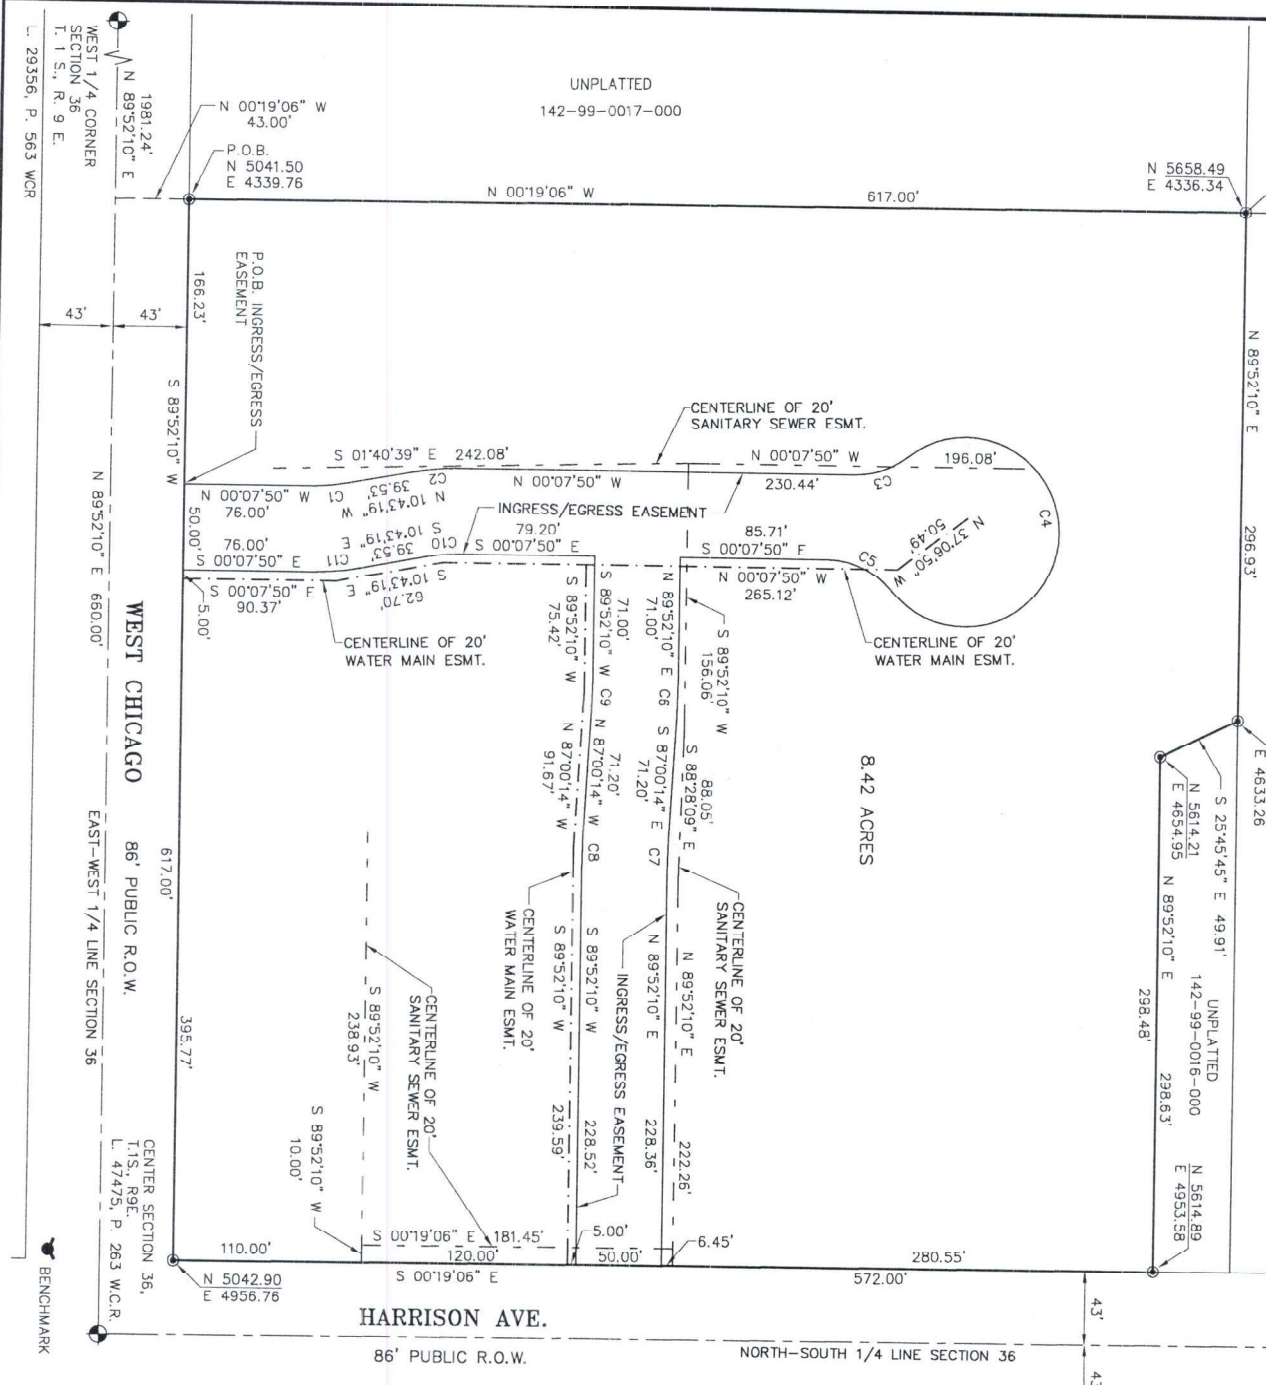 UNPLATTED
142-99-0017-000
WEST 1/4 CORNER
SECTION 36
T. 1 S., R. 9 E.
L. 29356, P. 563 WCR
1981.24'
N 89°52'10" E
N 00°19'06" W
43.00'
P.O.B.
N 5041.50
E 4339.76
N 00°19'06" W
617.00'
N 5658.49
E 4336.34
166.23'
P.O.B. INGRESS/EGRESS
EASEMENT
43'
43'
S 89°52'10" W
N 89°52'10" E
296.93'
CENTERLINE OF 20'
SANITARY SEWER ESMT.
S 01°40'39" E 242.08'
N 00°07'50" W
196.08'
N 00°07'50" W
76.00'
C1
N 10°43'19" W
39.53'
C2
N 00°07'50" W
230.44'
C3
C4
N 37°06'50" W
50.49'
C5
INGRESS/EGRESS EASEMENT
50.00'
76.00'
S 00°07'50" E
C11
S 10°43'19" E
39.53'
C10
79.20'
S 00°07'50" E
85.71'
S 00°07'50" E
N 00°07'50" W
265.12'
5.00'
S 00°07'50" E
90.37'
S 10°43'19" E
62.70'
CENTERLINE OF 20'
WATER MAIN ESMT.
CENTERLINE OF 20'
WATER MAIN ESMT.
S 89°52'10" W
75.42'
S 89°52'10" W
71.00'
C9
N 87°00'14" W
71.20'
C8
N 89°52'10" E
71.00'
C6
S 87°00'14" E
71.20'
C7
S 89°52'10" W
156.06'
N 87°00'14" W
91.67'
S 88°28'09" E
88.05'
8.42 ACRES
E 4633.26
S 25°45'45" E 49.91'
N 5614.21
E 4654.95
N 89°52'10" E
298.63'
298.48'
UNPLATTED
142-99-0016-000
N 5614.89
E 4953.58
N 89°52'10" E 660.00'
WEST CHICAGO
86' PUBLIC R.O.W.
EAST-WEST 1/4 LINE SECTION 36
617.00'
395.77'
CENTERLINE OF 20'
WATER MAIN ESMT.
S 89°52'10" W
239.59'
S 89°52'10" W
228.52'
INGRESS/EGRESS EASEMENT
N 89°52'10" E
228.36'
CENTERLINE OF 20'
SANITARY SEWER ESMT.
N 89°52'10" E
222.26'
S 89°52'10" W
238.93'
CENTERLINE OF 20'
SANITARY SEWER ESMT.
S 89°52'10" W
10.00'
CENTER SECTION 36,
T.1S., R9E.
L. 47475, P. 263 W.C.R.
BENCHMARK
S 00°19'06" E 181.45'
5.00'
6.45'
110.00'
120.00'
50.00'
280.55'
S 00°19'06" E
572.00'
N 5042.90
E 4956.76
HARRISON AVE.
86' PUBLIC R.O.W.
NORTH-SOUTH 1/4 LINE SECTION 36
43'